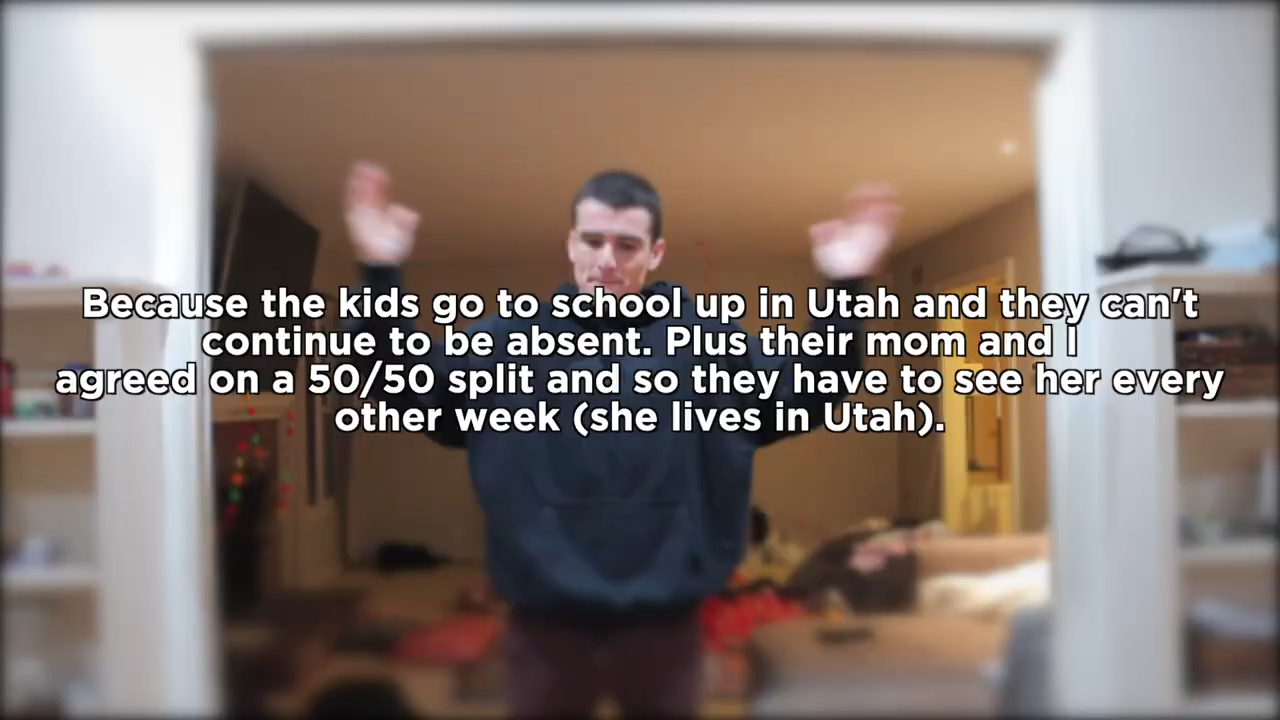 Because the kids go to school up in Utah and they can't
continue to be absent. Plus their mom and I
agreed on a 50/50 split and so they have to see her every
other week (she lives in Utah).